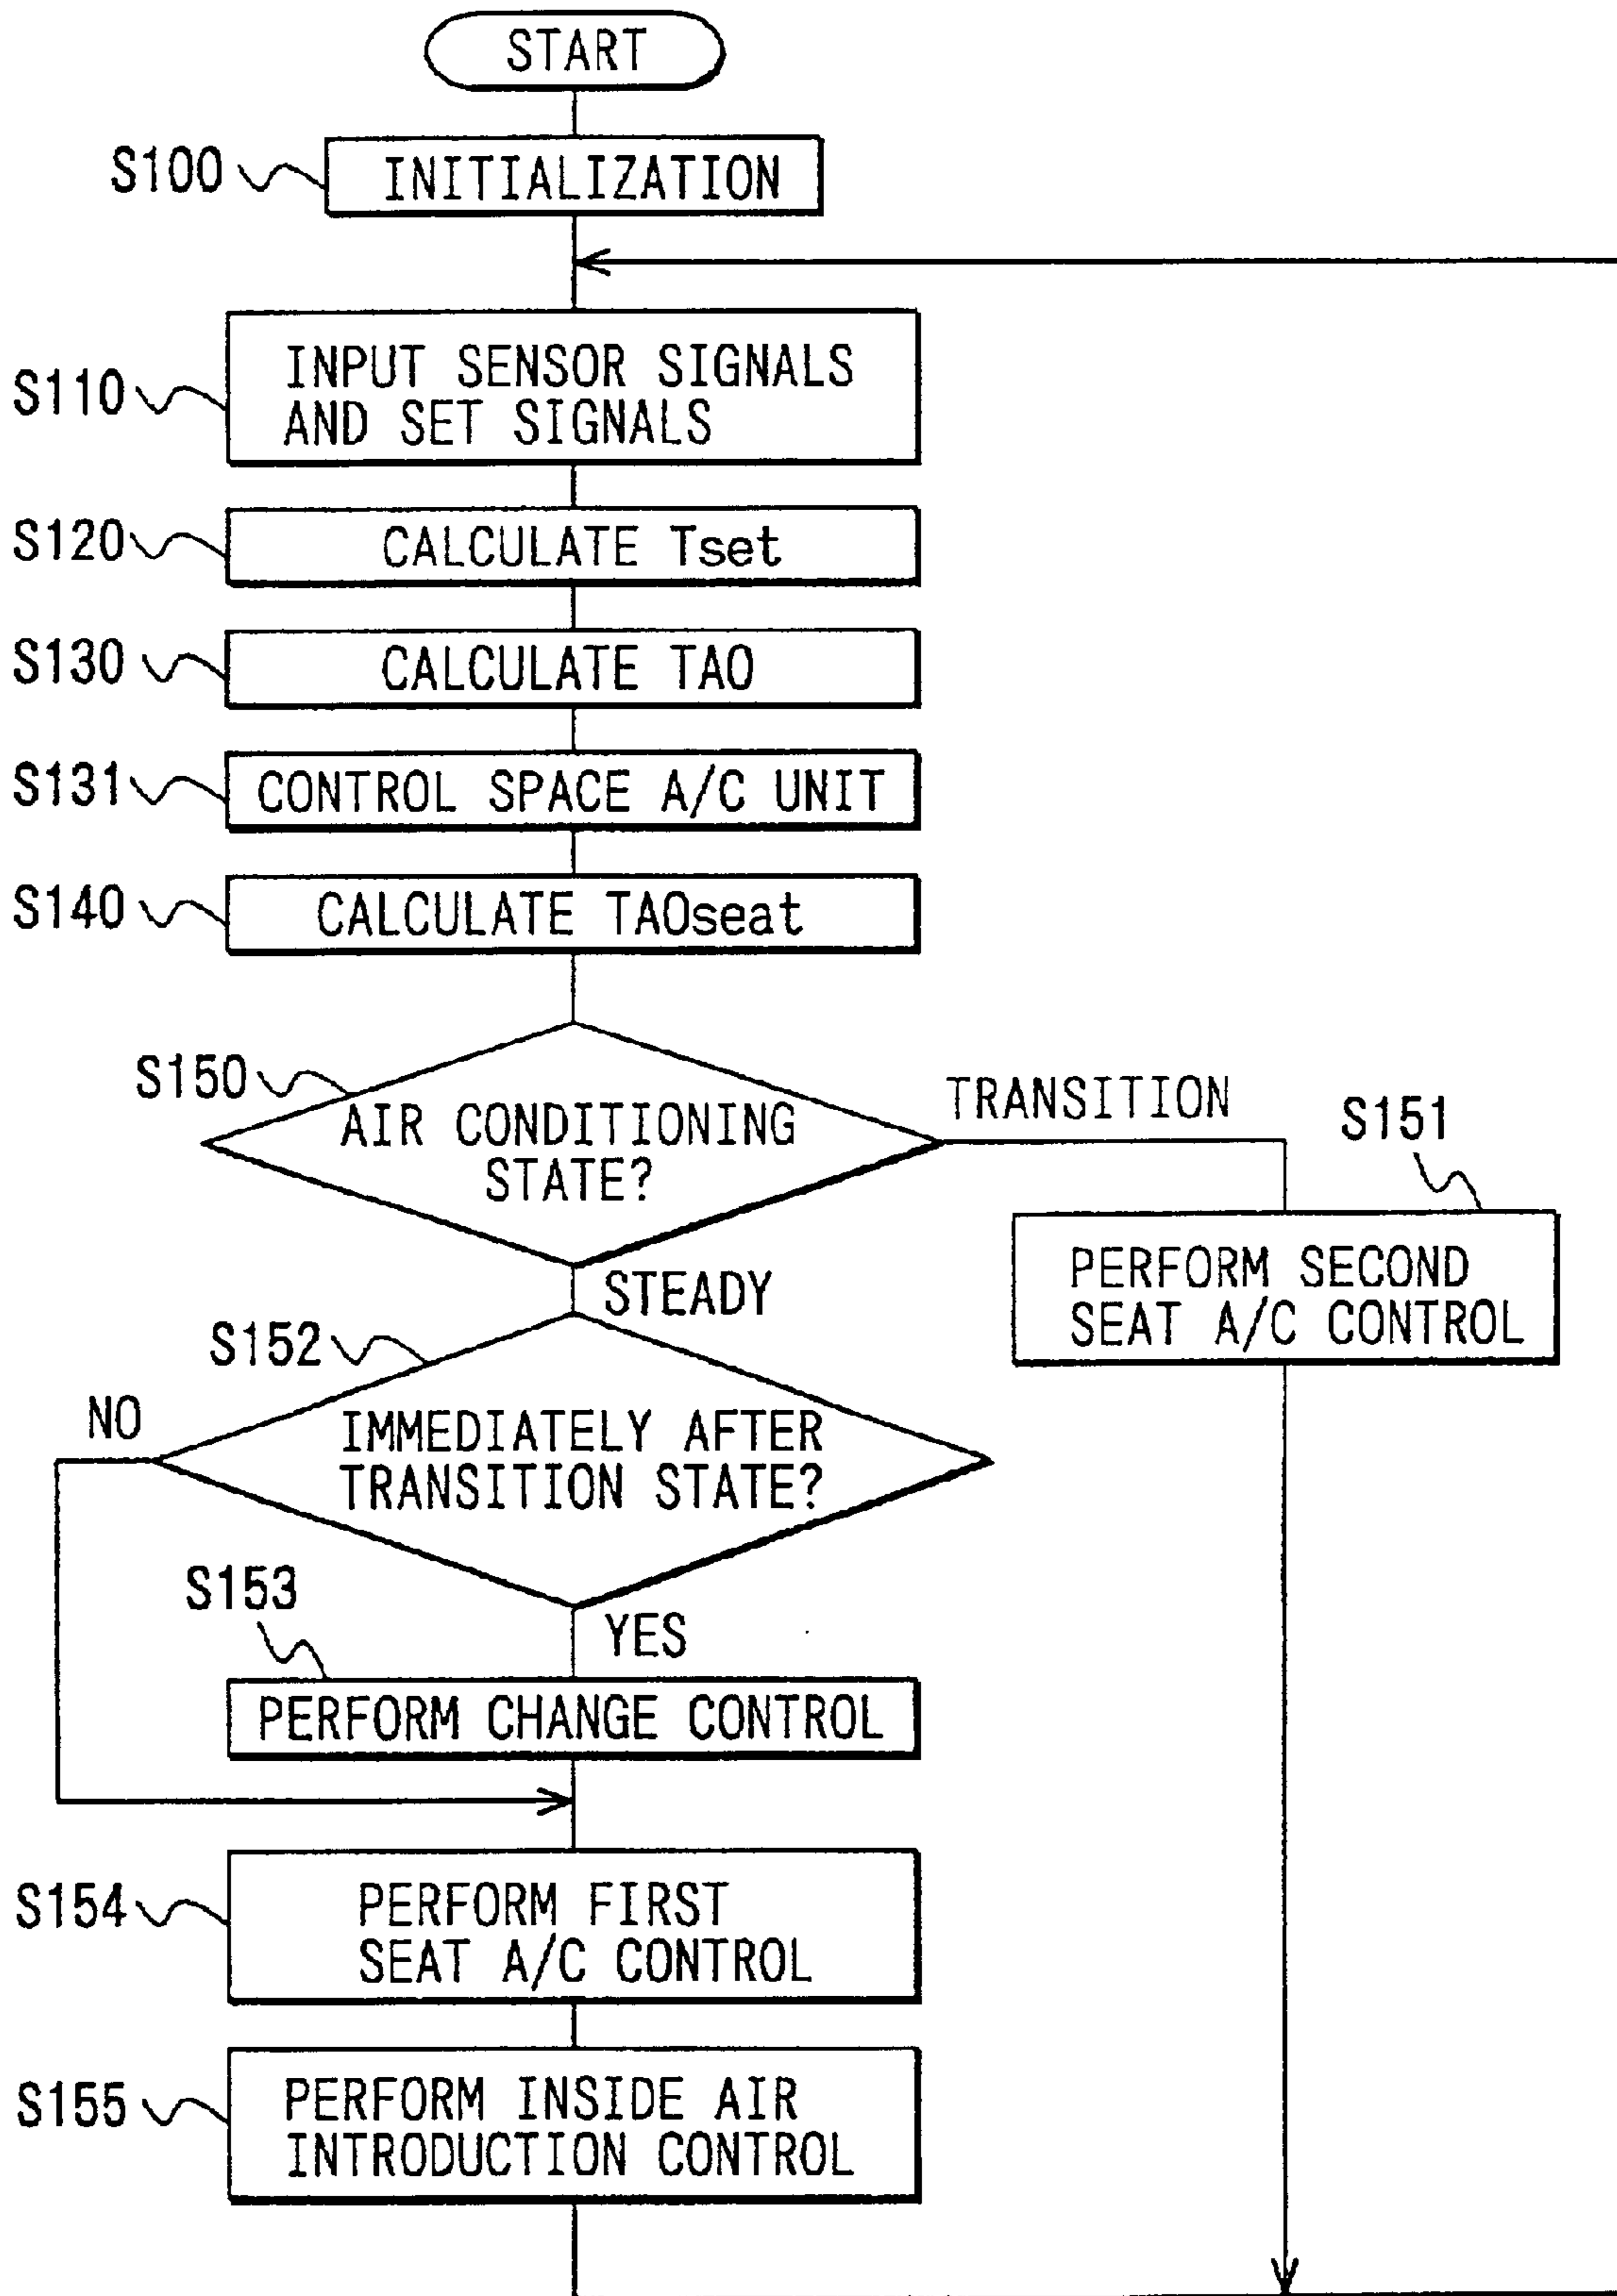 START
S100
INITIALIZATION
S110
INPUT SENSOR SIGNALS
AND SET SIGNALS
S120
CALCULATE Tset
S130
CALCULATE TAO
S131
CONTROL SPACE A/C UNIT
S140
CALCULATE TAOseat
S150
AIR CONDITIONING
STATE?
TRANSITION
S151
PERFORM SECOND
SEAT A/C CONTROL
STEADY
S152
NO
IMMEDIATELY AFTER
TRANSITION STATE?
S153
YES
PERFORM CHANGE CONTROL
S154
PERFORM FIRST
SEAT A/C CONTROL
S155
PERFORM INSIDE AIR
INTRODUCTION CONTROL